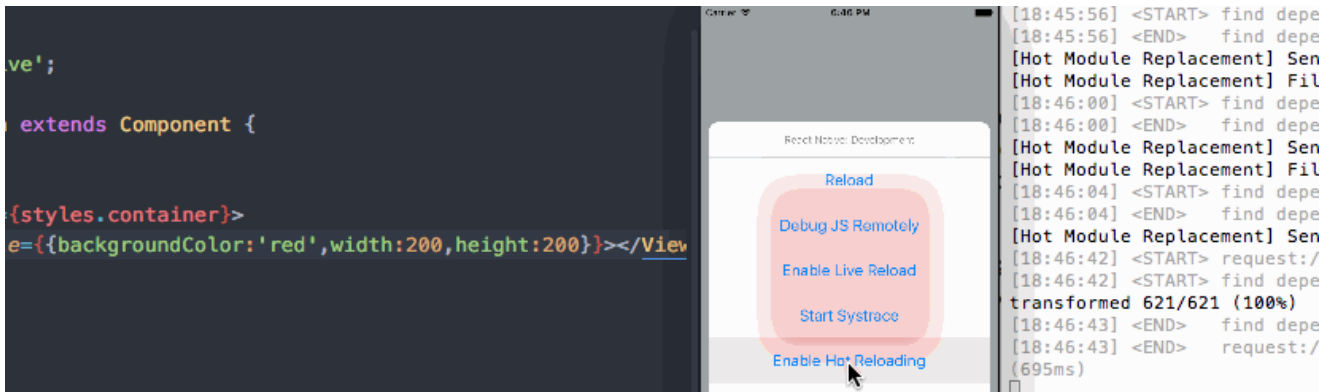 ve';
extends Component {
={styles.container}>
e={{backgroundColor:'red',width:200,height:200}}></View
Carrier
6:46 PM
React Native: Development
Reload
Debug JS Remotely
Enable Live Reload
Start Systrace
Enable Hot Reloading
[18:45:56] <START> find depe
[18:45:56] <END>   find depe
[Hot Module Replacement] Sen
[Hot Module Replacement] Fil
[18:46:00] <START> find depe
[18:46:00] <END>   find depe
[Hot Module Replacement] Sen
[Hot Module Replacement] Fil
[18:46:04] <START> find depe
[18:46:04] <END>   find depe
[Hot Module Replacement] Sen
[18:46:42] <START> request:/
[18:46:42] <START> find depe
transformed 621/621 (100%)
[18:46:43] <END>   find depe
[18:46:43] <END>   request:/
(695ms)